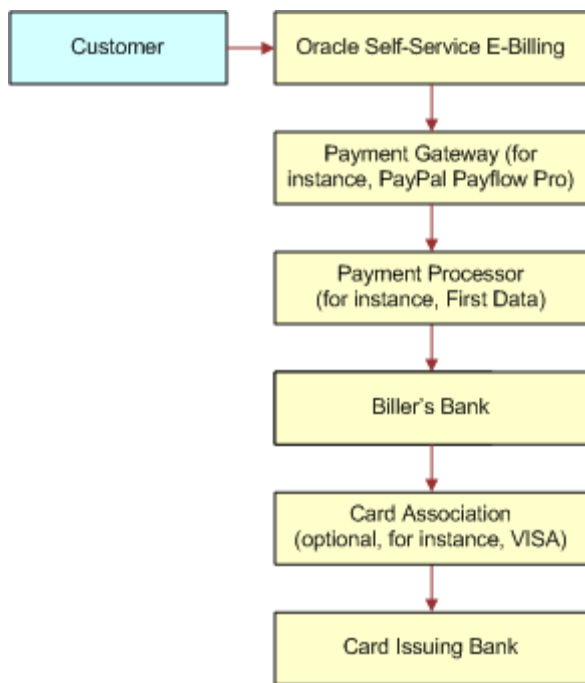 Customer
Oracle Self-Service E-Billing
Payment Gateway (for
instance, PayPal Payflow Pro)
Payment Processor
(for instance, First Data)
Biller's Bank
Card Association
(optional, for instance, VISA)
Card Issuing Bank